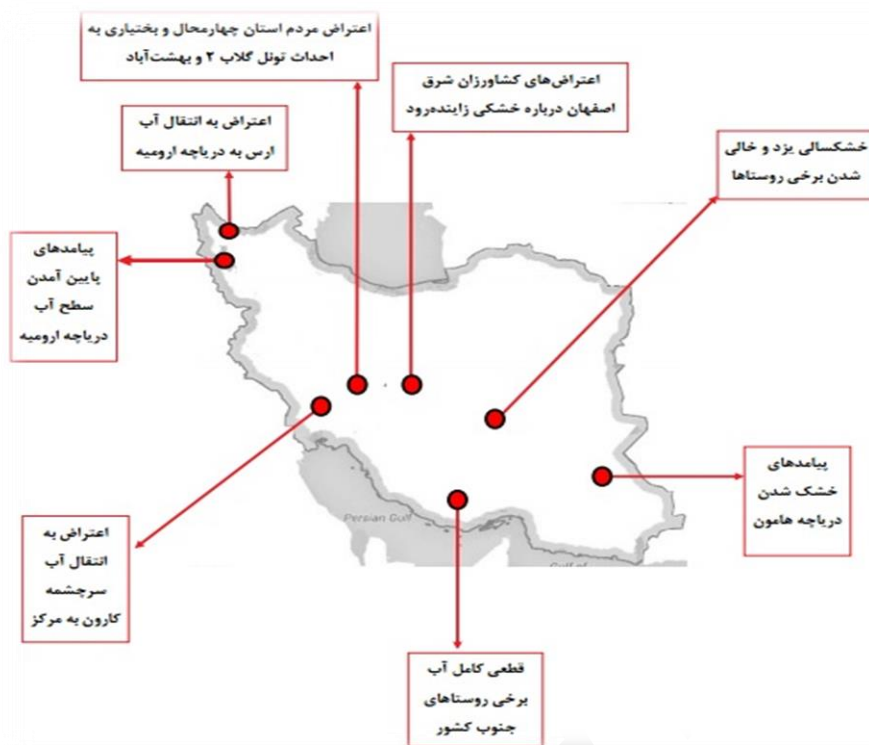 اعتراض مردم استان چهارمحال و بختیاری به
احداث تونل گلاب ۲ و بهشت‌آباد
اعتراض‌های کشاورزان شرق
اصفهان درباره خشکی زاینده‌رود
اعتراض به انتقال آب
ارس به دریاچه ارومیه
خشکسالی یزد و خالی
شدن برخی روستاها
پیامدهای
پایین آمدن
سطح آب
دریاچه ارومیه
پیامدهای
خشک شدن
دریاچه هامون
اعتراض به
انتقال آب
سرچشمه
کارون به مرکز
قطعی کامل آب
برخی روستاهای
جنوب کشور
Persian Gulf
Gulf of